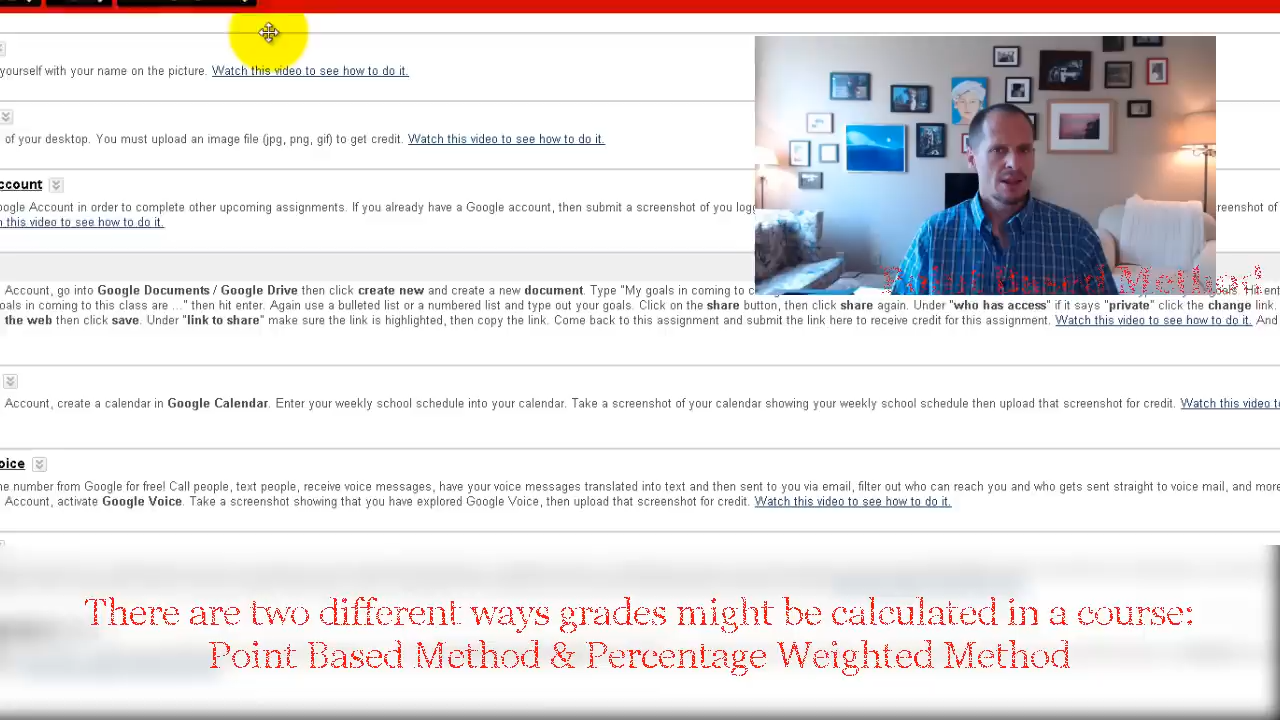 yourself with your name on the picture. Watch this video to see how to do it.
of your desktop. You must upload an image file (jpg, png, gif) to get credit. Watch this video to see how to do it.
ccount
oogle Account in order to complete other upcoming assignments. If you already have a Google account, then submit a screenshot of you log
reenshot of
h this video to see how to do it.
Point Based Method
Account, go into Google Documents / Google Drive then click create new and create a new document. Type "My goals in coming to
oals in coming to this class are ..." then hit enter. Again use a bulleted list or a numbered list and type out your goals. Click on the share button, then click share again. Under "who has access" if it says "private" click the change link
the web then click save. Under "link to share" make sure the link is highlighted, then copy the link. Come back to this assignment and submit the link here to receive credit for this assignment. Watch this video to see how to do it. And
Account, create a calendar in Google Calendar. Enter your weekly school schedule into your calendar. Take a screenshot of your calendar showing your weekly school schedule then upload that screenshot for credit. Watch this video t
oice
ne number from Google for free! Call people, text people, receive voice messages, have your voice messages translated into text and then sent to you via email, filter out who can reach you and who gets sent straight to voice mail, and more
Account, activate Google Voice. Take a screenshot showing that you have explored Google Voice, then upload that screenshot for credit. Watch this video to see how to do it.
There are two different ways grades might be calculated in a course:
Point Based Method & Percentage Weighted Method